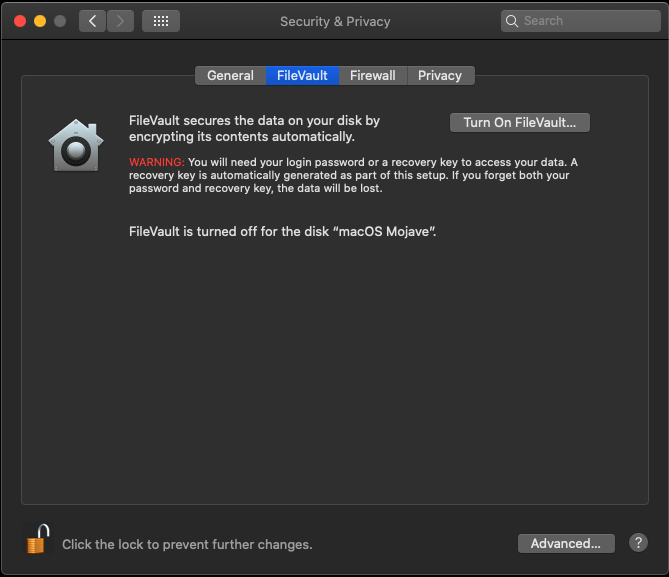 Security & Privacy
Search
General
FileVault
Firewall
Privacy
FileVault secures the data on your disk by
encrypting its contents automatically.
Turn On FileVault...
WARNING: You will need your login password or a recovery key to access your data. A
recovery key is automatically generated as part of this setup. If you forget both your
password and recovery key, the data will be lost.
FileVault is turned off for the disk “macOS Mojave”.
Click the lock to prevent further changes.
Advanced...
?